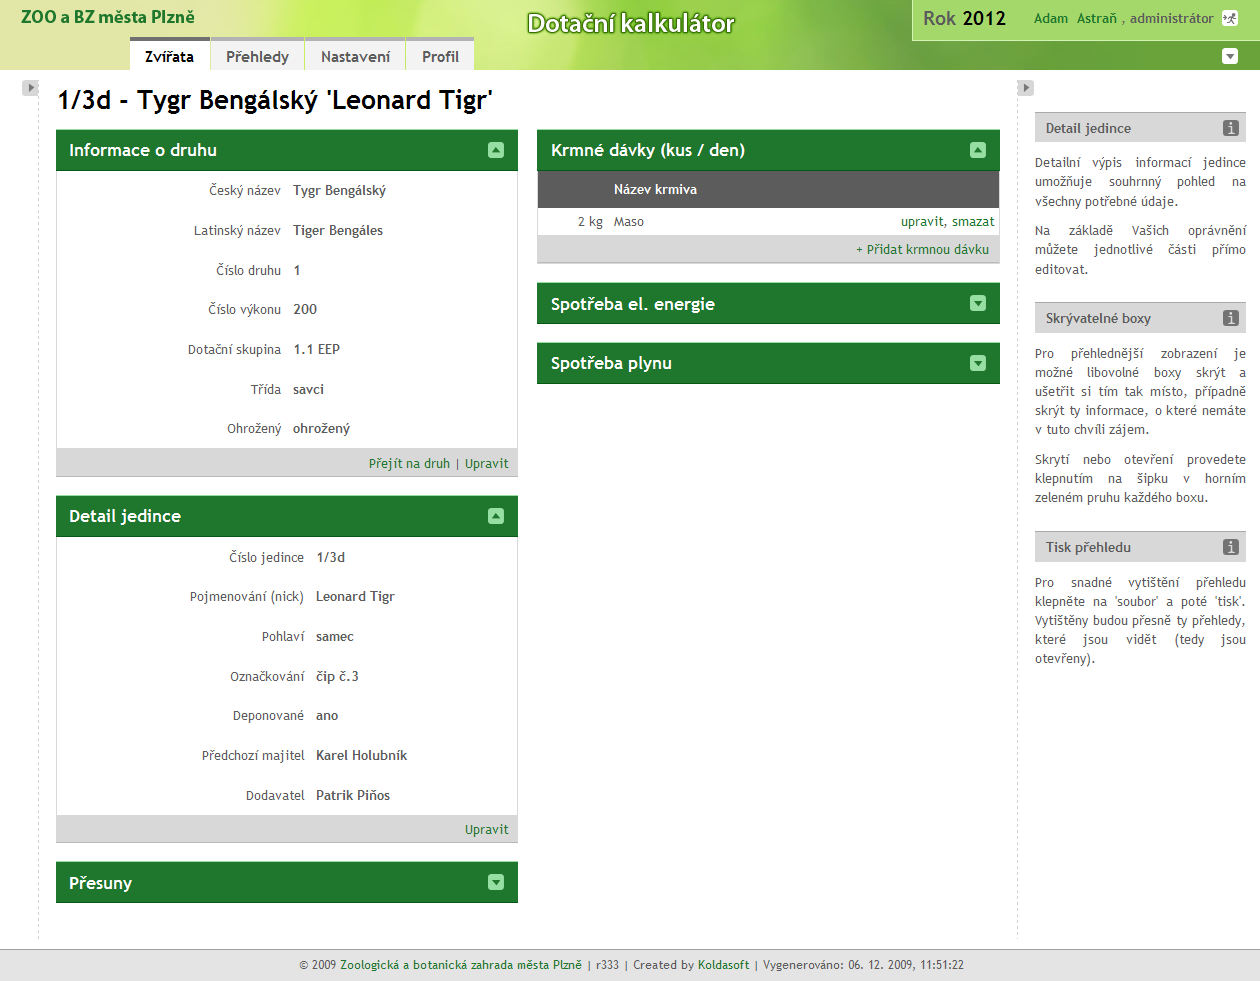 ZOO a BZ města Plzně
Dotační kalkulátor
Rok 2012
Adam Astraň , administrátor
Zvířata
Přehledy
Nastavení
Profil
1/3d - Tygr Bengálský 'Leonard Tigr'
Informace o druhu
Český název Tygr Bengálský
Latinský název Tiger Bengáles
Číslo druhu 1
Číslo výkonu 200
Dotační skupina 1.1 EEP
Třída savci
Ohrožený ohrožený
Přejít na druh | Upravit
Detail jedince
Číslo jedince 1/3d
Pojmenování (nick) Leonard Tigr
Pohlaví samec
Označkování čip č.3
Deponované ano
Předchozí majitel Karel Holubník
Dodavatel Patrik Piňos
Upravit
Přesuny
Krmné dávky (kus / den)
Název krmiva
2 kg Maso upravit, smazat
+ Přidat krmnou dávku
Spotřeba el. energie
Spotřeba plynu
Detail jedince
Detailní výpis informací jedince
umožňuje souhrnný pohled na
všechny potřebné údaje.
Na základě Vašich oprávnění
můžete jednotlivé části přímo
editovat.
Skrývatelné boxy
Pro přehlednější zobrazení je
možné libovolné boxy skrýt a
ušetřit si tím tak místo, případně
skrýt ty informace, o které nemáte
v tuto chvíli zájem.
Skrytí nebo otevření provedete
klepnutím na šipku v horním
zeleném pruhu každého boxu.
Tisk přehledu
Pro snadné vytištění přehledu
klepněte na 'soubor' a poté 'tisk'.
Vytištěny budou přesně ty přehledy,
které jsou vidět (tedy jsou
otevřeny).
© 2009 Zoologická a botanická zahrada města Plzně | r333 | Created by Koldasoft | Vygenerováno: 06. 12. 2009, 11:51:22